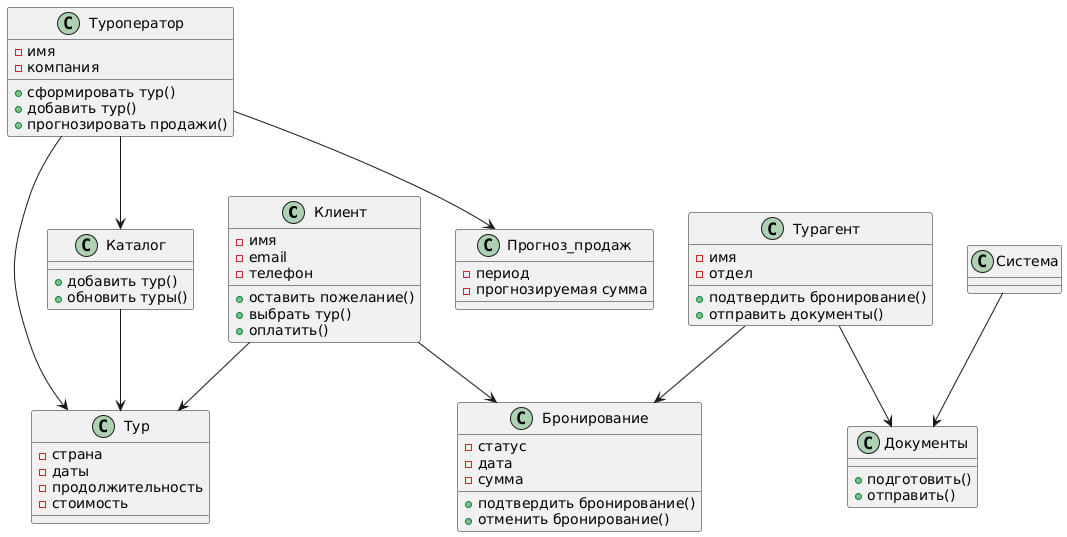 C Туроператор
имя
компания
сформировать тур()
добавить тур()
прогнозировать продажи()
C Каталог
добавить тур()
обновить туры()
C Клиент
имя
email
телефон
оставить пожелание()
выбрать тур()
оплатить()
C Прогноз_продаж
период
прогнозируемая сумма
C Турагент
имя
отдел
подтвердить бронирование()
отправить документы()
C Система
C Тур
страна
даты
продолжительность
стоимость
C Бронирование
статус
дата
сумма
подтвердить бронирование()
отменить бронирование()
C Документы
подготовить()
отправить()